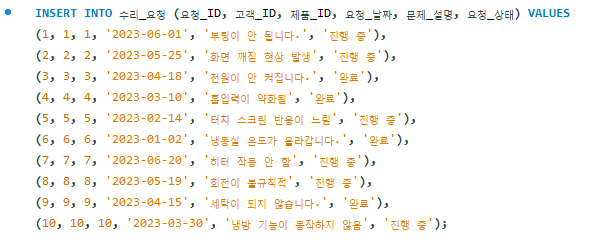 INSERT INTO 수리_요청 (요청_ID, 고객_ID, 제품_ID, 요청_날짜, 문제_설명, 요청_상태) VALUES
(1, 1, 1, '2023-06-01', '부팅이 안 됩니다.', '진행 중'),
(2, 2, 2, '2023-05-25', '화면 깨짐 현상 발생', '진행 중'),
(3, 3, 3, '2023-04-18', '전원이 안 켜집니다.', '완료'),
(4, 4, 4, '2023-03-10', '흡입력이 약화됨', '완료'),
(5, 5, 5, '2023-02-14', '터치 스크린 반응이 느림', '진행 중'),
(6, 6, 6, '2023-01-02', '냉동실 온도가 올라갑니다.', '완료'),
(7, 7, 7, '2023-06-20', '히터 작동 안 함', '진행 중'),
(8, 8, 8, '2023-05-19', '회전이 불규칙적', '진행 중'),
(9, 9, 9, '2023-04-15', '세탁이 되지 않습니다.', '완료'),
(10, 10, 10, '2023-03-30', '냉방 기능이 동작하지 않음', '진행 중');